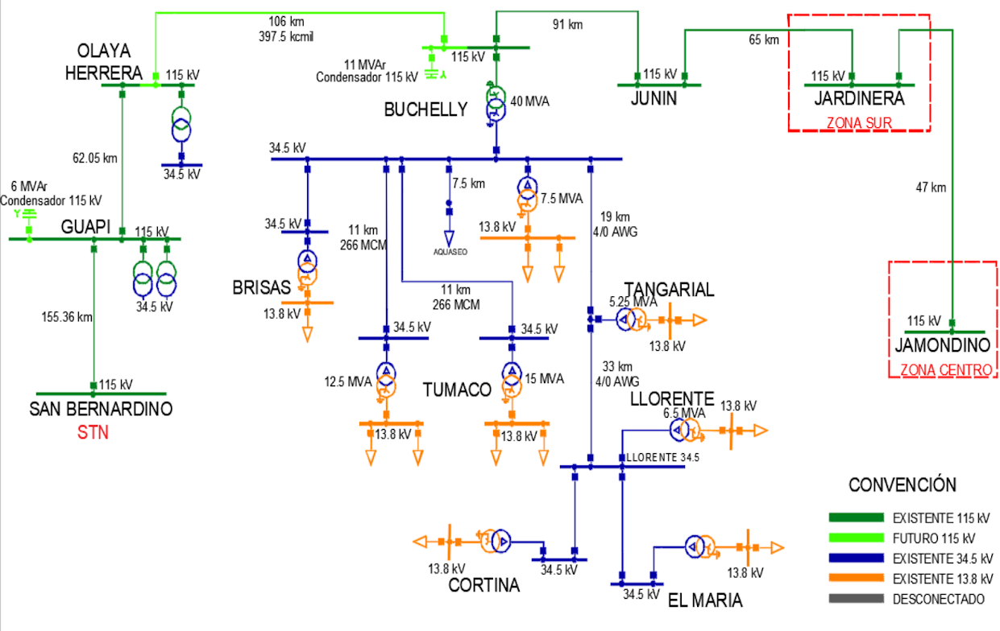 106 km
397.5 kcmil
91 km
65 km
OLAYA
HERRERA
115 kV
11 MVAr
Condensador 115 kV
115 kV
BUCHELLY
40 MVA
115 kV
JUNIN
115 kV
JARDINERA
ZONA SUR
62.05 km
34.5 kV
34.5 kV
6 MVAr
Condensador 115 kV
GUAPI
115 kV
34.5 kV
155.36 km
115 kV
SAN BERNARDINO
STN
47 km
115 kV
JAMONDINO
ZONA CENTRO
7.5 km
AQUASEO
7.5 MVA
13.8 kV
34.5 kV
BRISAS
13.8 kV
11 km
266 MCM
11 km
266 MCM
19 km
4/0 AWG
TANGARIAL
5.25 MVA
13.8 kV
34.5 kV
12.5 MVA
13.8 kV
TUMACO
34.5 kV
15 MVA
13.8 kV
33 km
4/0 AWG
LLORENTE
6.5 MVA
13.8 kV
LLORENTE 34.5
13.8 kV
CORTINA
34.5 kV
34.5 kV
EL MARIA
13.8 kV
CONVENCIÓN
EXISTENTE 115 kV
FUTURO 115 kV
EXISTENTE 34.5 kV
EXISTENTE 13.8 kV
DESCONECTADO